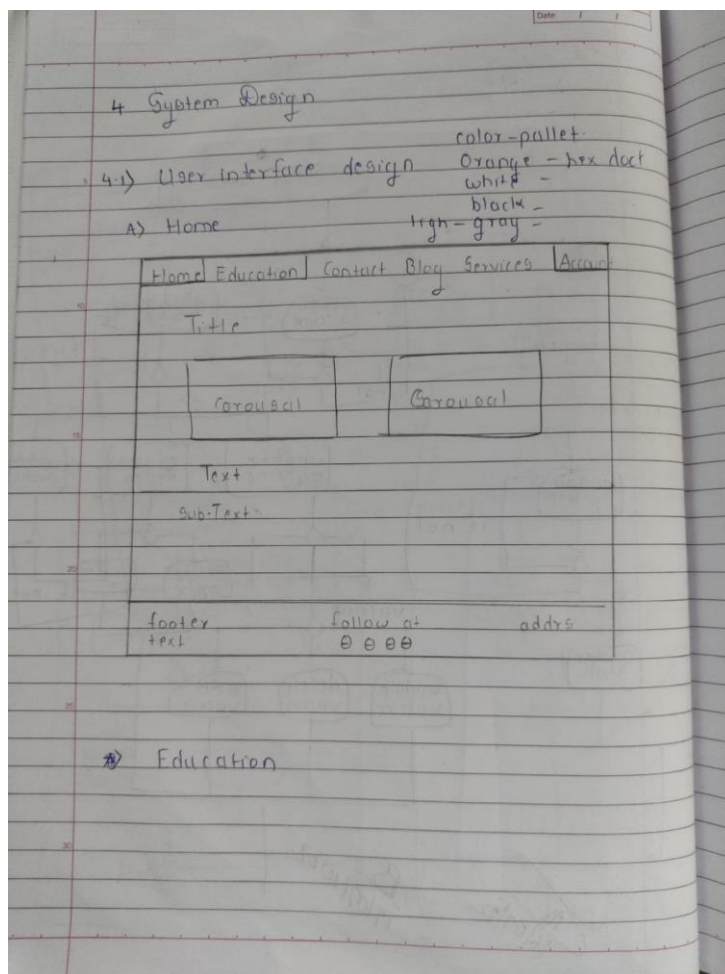 Date / /
4 System Design
color-pallet.
4.1) User interface design Orange - hex duct
white -
black -
A) Home ligh - gray -
Home Education Contact Blog Services Accoun
Title
Carousal Carousal
Text
Sub-Text
footer follow at addrs
text
Education